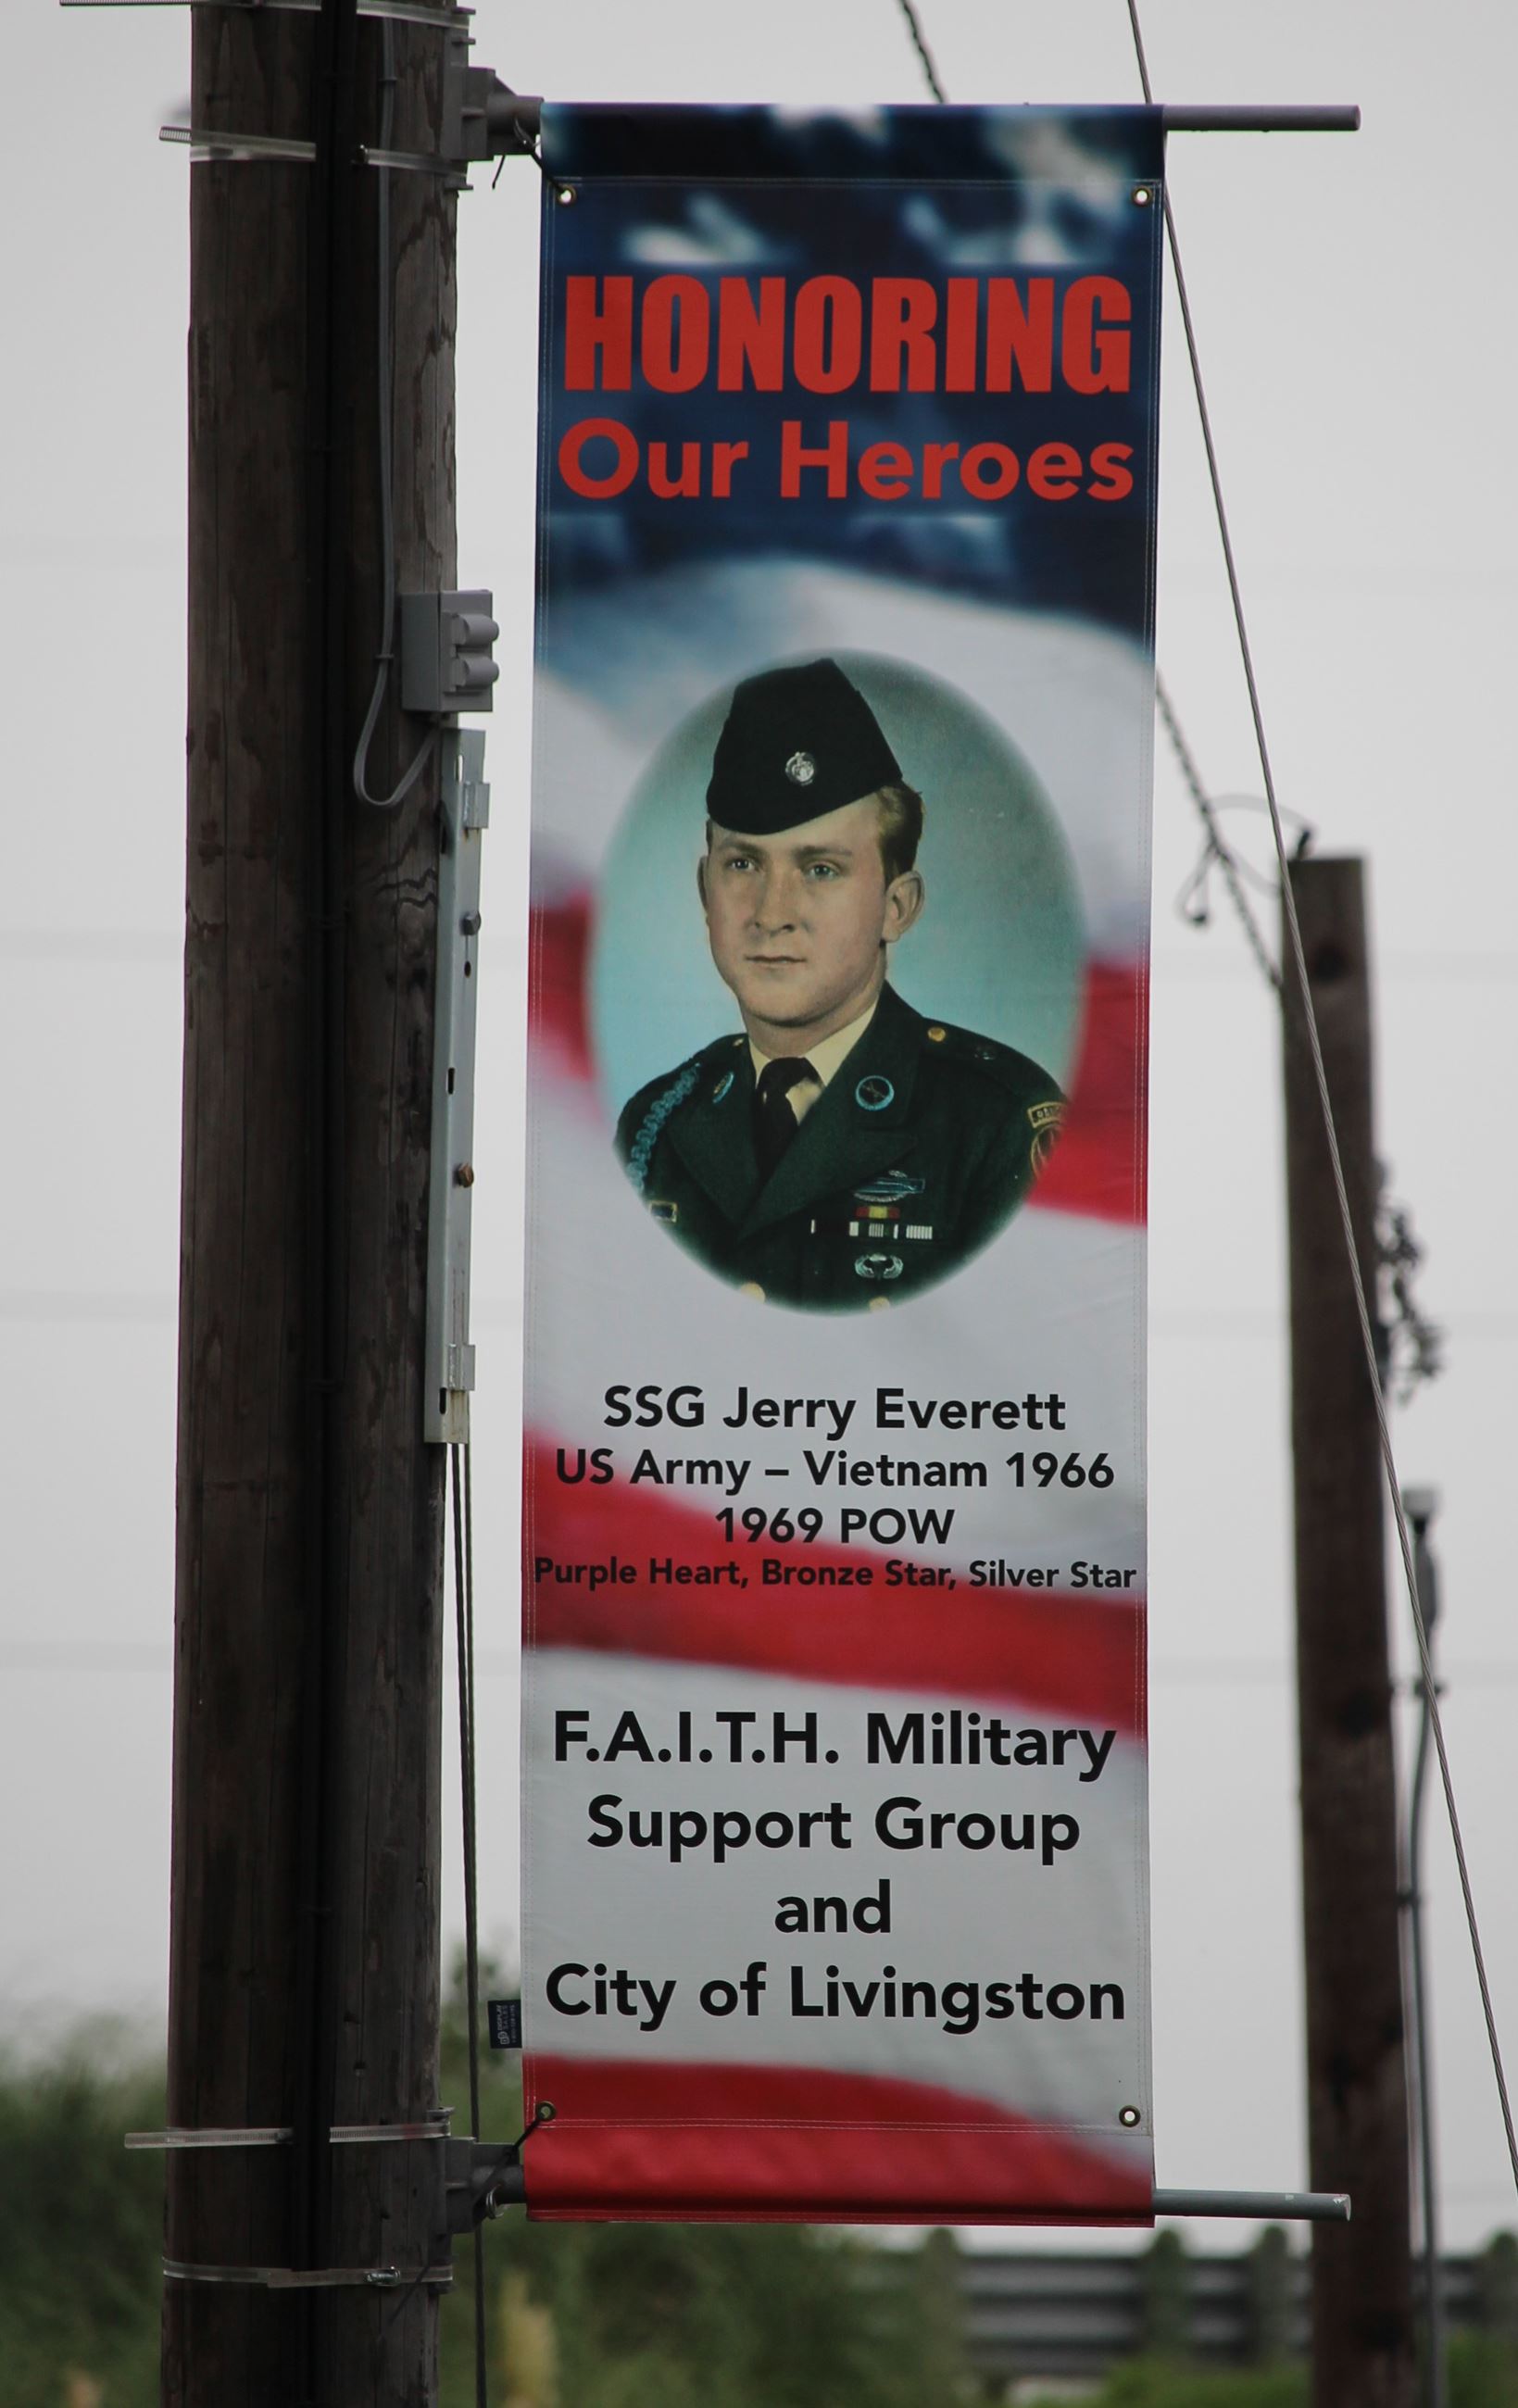 HONORING
Our Heroes
SSG Jerry Everett
US Army – Vietnam 1966
1969 POW
Purple Heart, Bronze Star, Silver Star
F.A.I.T.H. Military
Support Group
and
City of Livingston